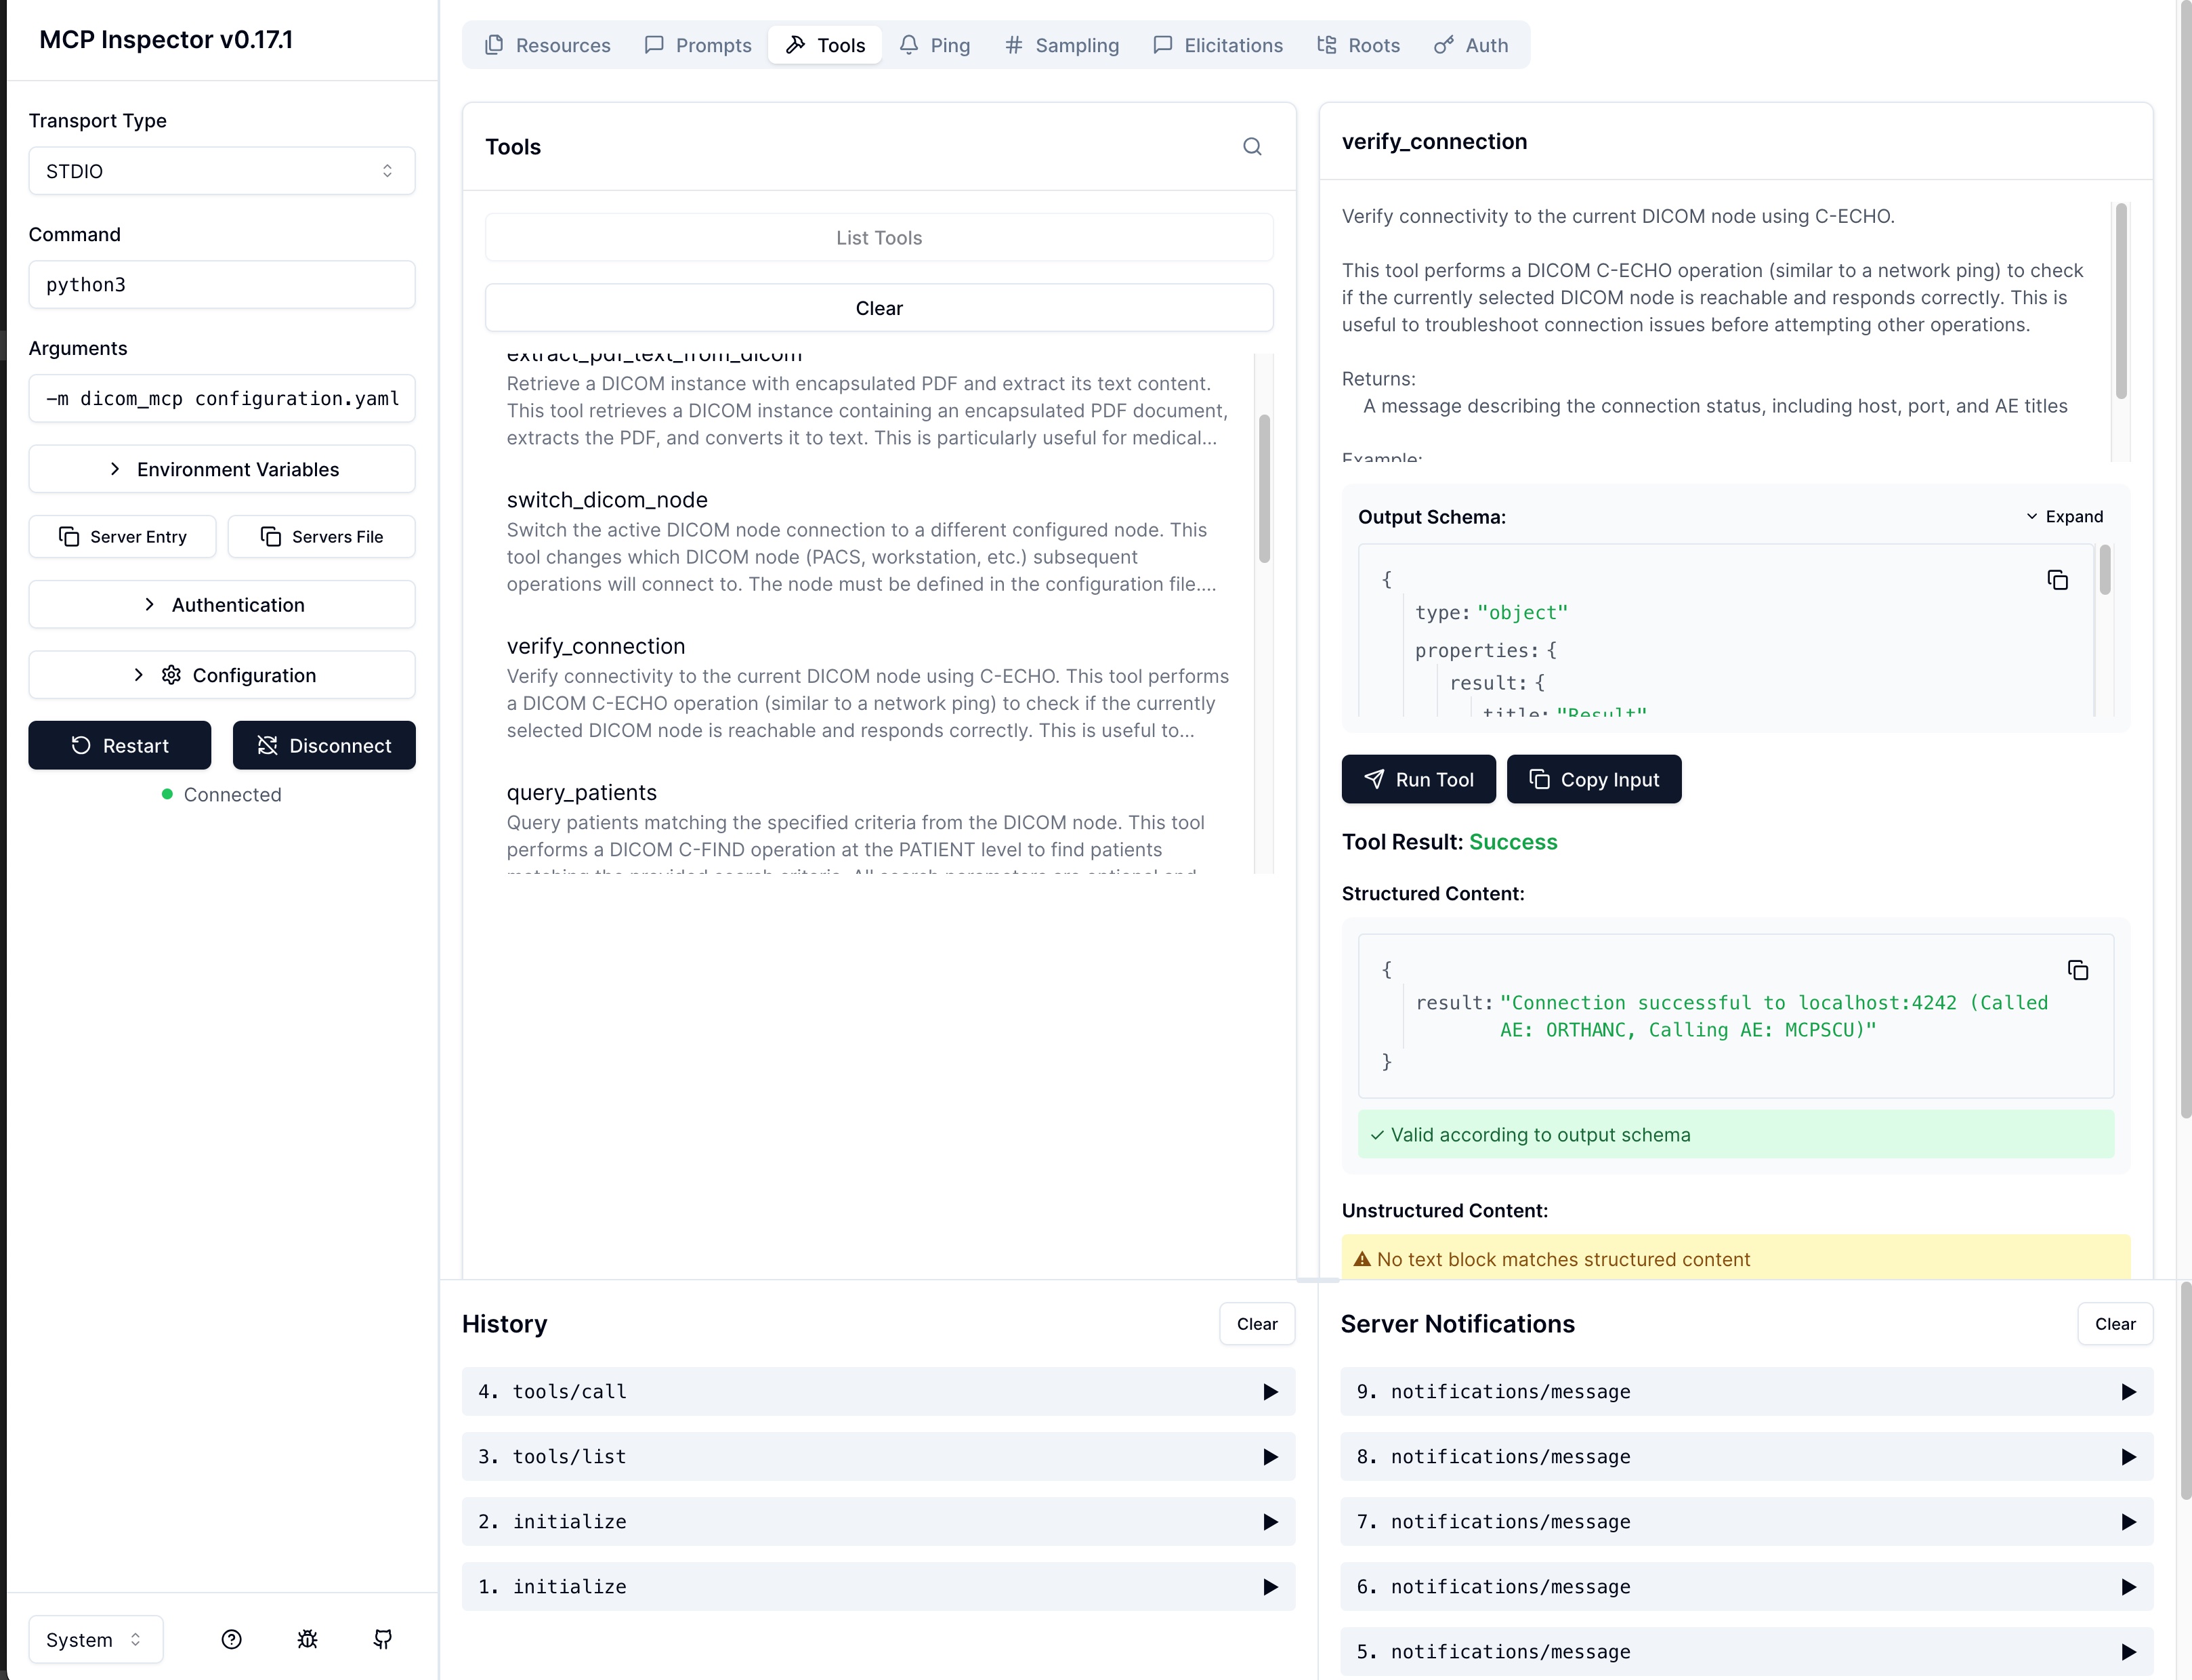 MCP Inspector v0.17.1
Transport Type
STDIO
Command
python3
Arguments
-m dicom_mcp configuration.yaml
Environment Variables
Server Entry
Servers File
Authentication
Configuration
Restart
Disconnect
Connected
System
Resources
Prompts
Tools
Ping
Sampling
Elicitations
Roots
Auth
Tools
List Tools
Clear
extract_pdf_text_from_dicom
Retrieve a DICOM instance with encapsulated PDF and extract its text content.
This tool retrieves a DICOM instance containing an encapsulated PDF document,
extracts the PDF, and converts it to text. This is particularly useful for medical...
switch_dicom_node
Switch the active DICOM node connection to a different configured node. This
tool changes which DICOM node (PACS, workstation, etc.) subsequent
operations will connect to. The node must be defined in the configuration file....
verify_connection
Verify connectivity to the current DICOM node using C-ECHO. This tool performs
a DICOM C-ECHO operation (similar to a network ping) to check if the currently
selected DICOM node is reachable and responds correctly. This is useful to...
query_patients
Query patients matching the specified criteria from the DICOM node. This tool
performs a DICOM C-FIND operation at the PATIENT level to find patients
matching the provided search criteria. All search parameters are optional and
verify_connection
Verify connectivity to the current DICOM node using C-ECHO.
This tool performs a DICOM C-ECHO operation (similar to a network ping) to check
if the currently selected DICOM node is reachable and responds correctly. This is
useful to troubleshoot connection issues before attempting other operations.
Returns:
A message describing the connection status, including host, port, and AE titles
Example:
Output Schema:
Expand
{
type: "object"
properties: {
result: {
title: "Result"
Run Tool
Copy Input
Tool Result: Success
Structured Content:
{
result: "Connection successful to localhost:4242 (Called
AE: ORTHANC, Calling AE: MCPSCU)"
}
✓ Valid according to output schema
Unstructured Content:
⚠ No text block matches structured content
History
Clear
4. tools/call
3. tools/list
2. initialize
1. initialize
Server Notifications
Clear
9. notifications/message
8. notifications/message
7. notifications/message
6. notifications/message
5. notifications/message